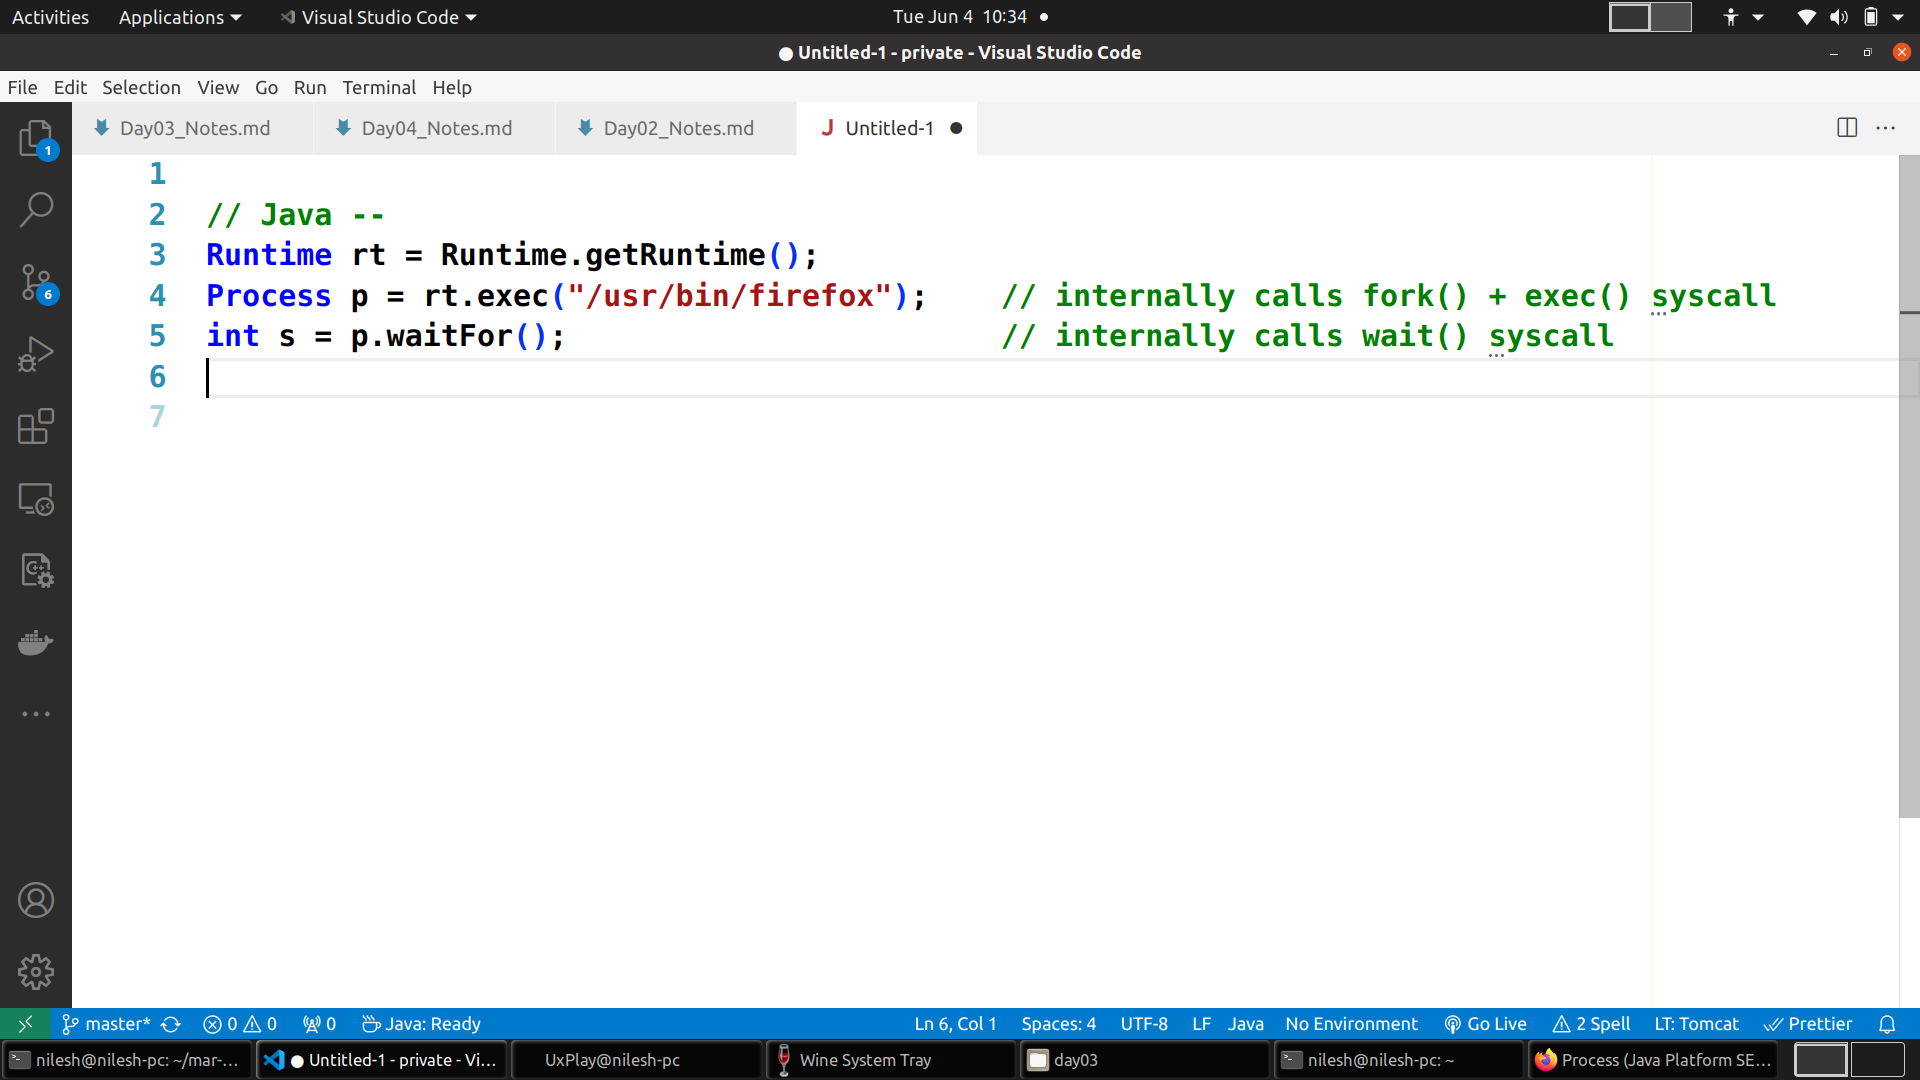 Activities Applications Visual Studio Code Tue Jun 4 10:34
Untitled-1 - private - Visual Studio Code
File Edit Selection View Go Run Terminal Help
Day03_Notes.md Day04_Notes.md Day02_Notes.md J Untitled-1
1
2 // Java --
3 Runtime rt = Runtime.getRuntime();
4 Process p = rt.exec("/usr/bin/firefox"); // internally calls fork() + exec() syscall
5 int s = p.waitFor(); // internally calls wait() syscall
6
7
1
6
master* 0 0 0 Java: Ready Ln 6, Col 1 Spaces: 4 UTF-8 LF Java No Environment Go Live 2 Spell LT: Tomcat Prettier
nilesh@nilesh-pc: ~/mar-... Untitled-1 - private - Vi... UxPlay@nilesh-pc Wine System Tray day03 nilesh@nilesh-pc: ~ Process (Java Platform SE...